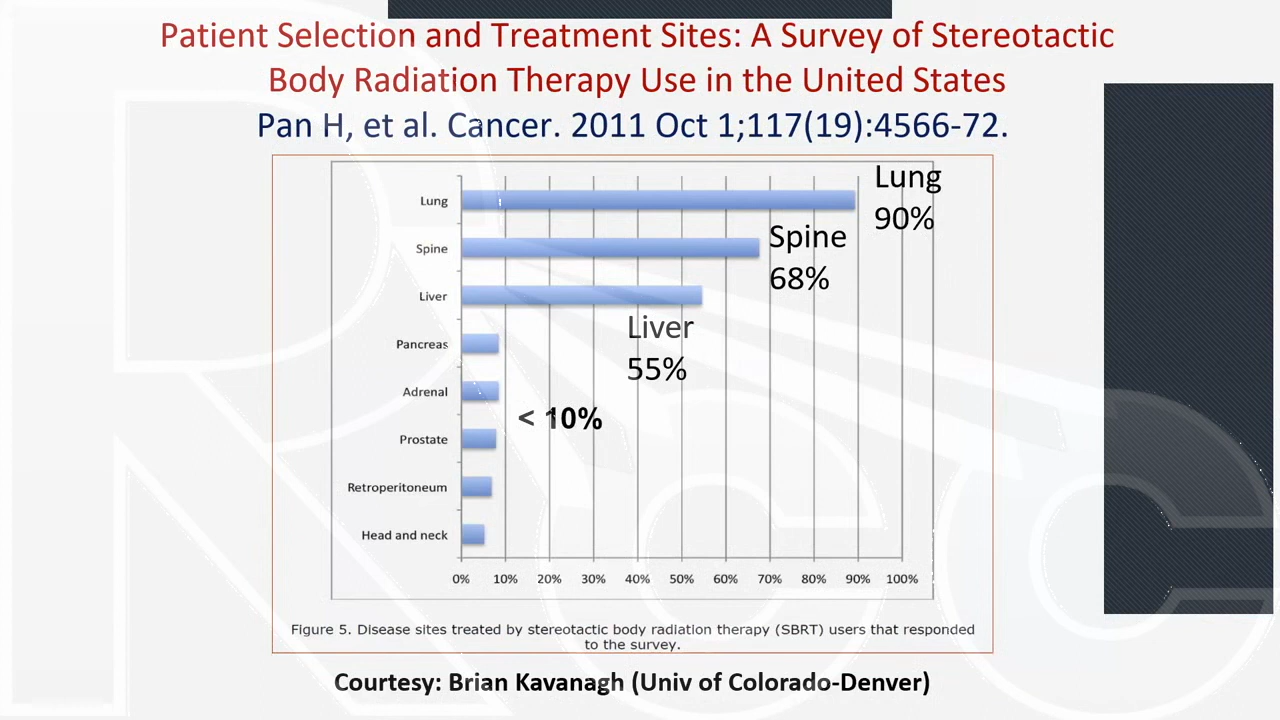 Patient Selection and Treatment Sites: A Survey of Stereotactic
Body Radiation Therapy Use in the United States
Pan H, et al. Cancer. 2011 Oct 1;117(19):4566-72.
Lung
Lung
90%
Spine
Spine
68%
Liver
Liver
55%
Pancreas
Adrenal
< 10%
Prostate
Retroperitoneum
Head and neck
0% 10% 20% 30% 40% 50% 60% 70% 80% 90% 100%
Figure 5. Disease sites treated by stereotactic body radiation therapy (SBRT) users that responded
to the survey.
Courtesy: Brian Kavanagh (Univ of Colorado-Denver)